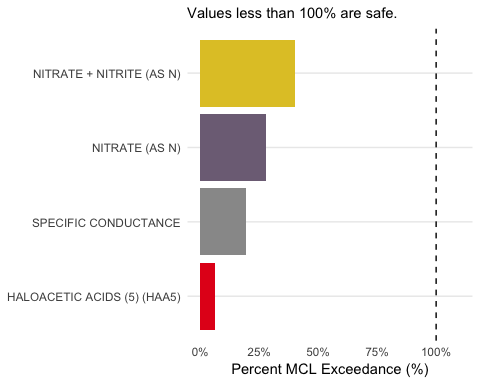 Values less than 100% are safe.
NITRATE + NITRITE (AS N)
NITRATE (AS N)
SPECIFIC CONDUCTANCE
HALOACETIC ACIDS (5) (HAA5)
0% 25% 50% 75% 100%
Percent MCL Exceedance (%)